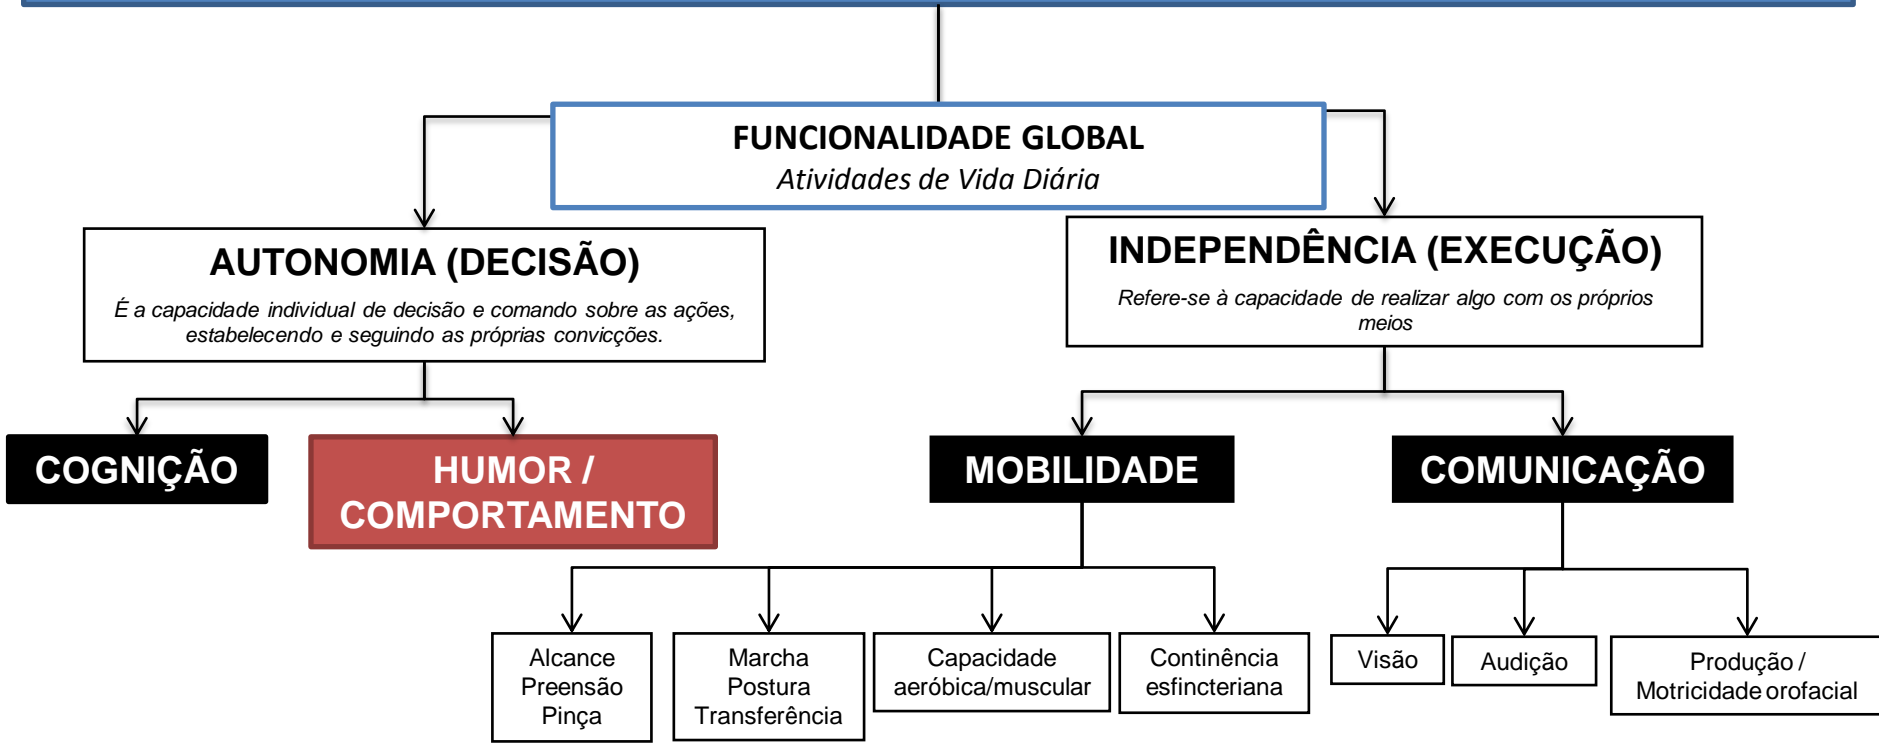 FUNCIONALIDADE GLOBAL
Atividades de Vida Diária
AUTONOMIA (DECISÃO)
É a capacidade individual de decisão e comando sobre as ações,
estabelecendo e seguindo as próprias convicções.
INDEPENDÊNCIA (EXECUÇÃO)
Refere-se à capacidade de realizar algo com os próprios
meios
COGNIÇÃO
HUMOR /
COMPORTAMENTO
MOBILIDADE
COMUNICAÇÃO
Alcance
Preensão
Pinça
Marcha
Postura
Transferência
Capacidade
aeróbica/muscular
Continência
esfincteriana
Visão
Audição
Produção /
Motricidade orofacial